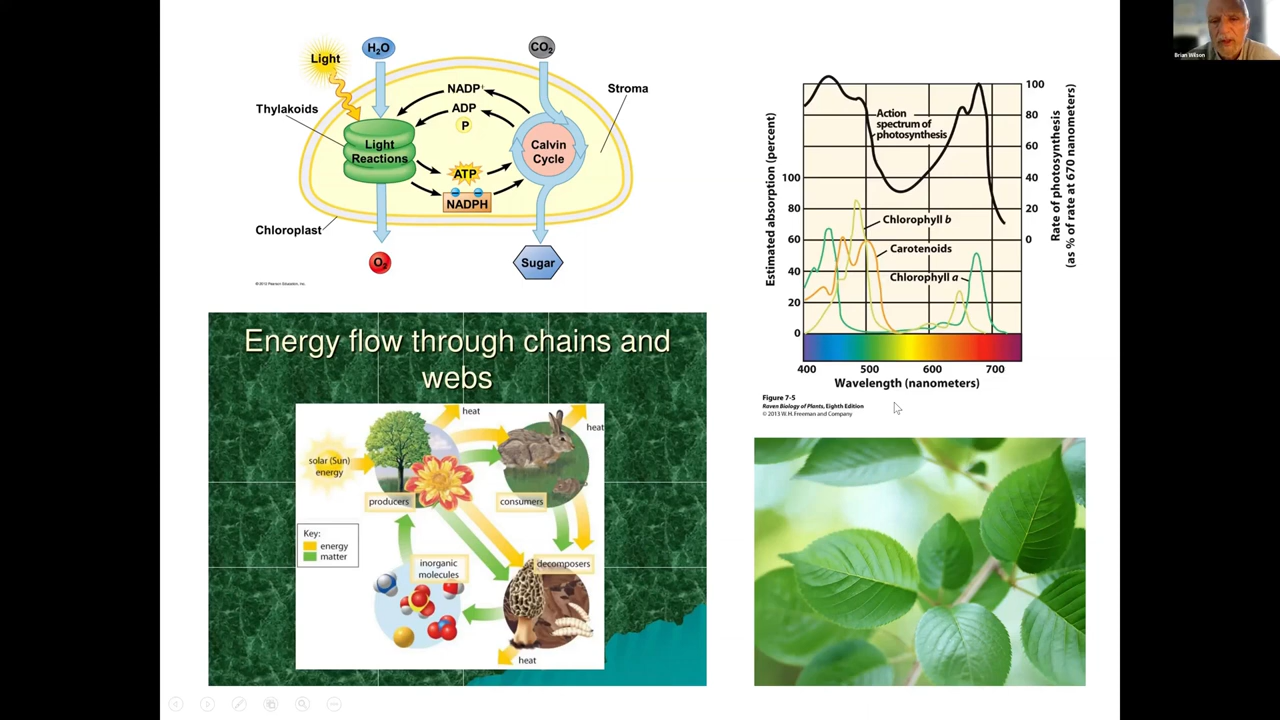 Light
H₂O
CO₂
NADP⁺
Stroma
Thylakoids
ADP
P
Light
Reactions
Calvin
Cycle
ATP
NADPH
Chloroplast
O₂
Sugar
© 2012 Pearson Education, Inc.
Estimated absorption (percent)
100
80
60
40
20
0
Action
spectrum of
photosynthesis
100
80
60
40
20
0
Rate of photosynthesis
(as % of rate at 670 nanometers)
Chlorophyll b
Carotenoids
Chlorophyll a
400
500
600
700
Wavelength (nanometers)
Figure 7-5
Raven Biology of Plants, Eighth Edition
© 2013 W. H. Freeman and Company
Energy flow through chains and
webs
heat
heat
solar (Sun)
energy
producers
consumers
Key:
energy
matter
inorganic
molecules
decomposers
heat
Brian Wilson